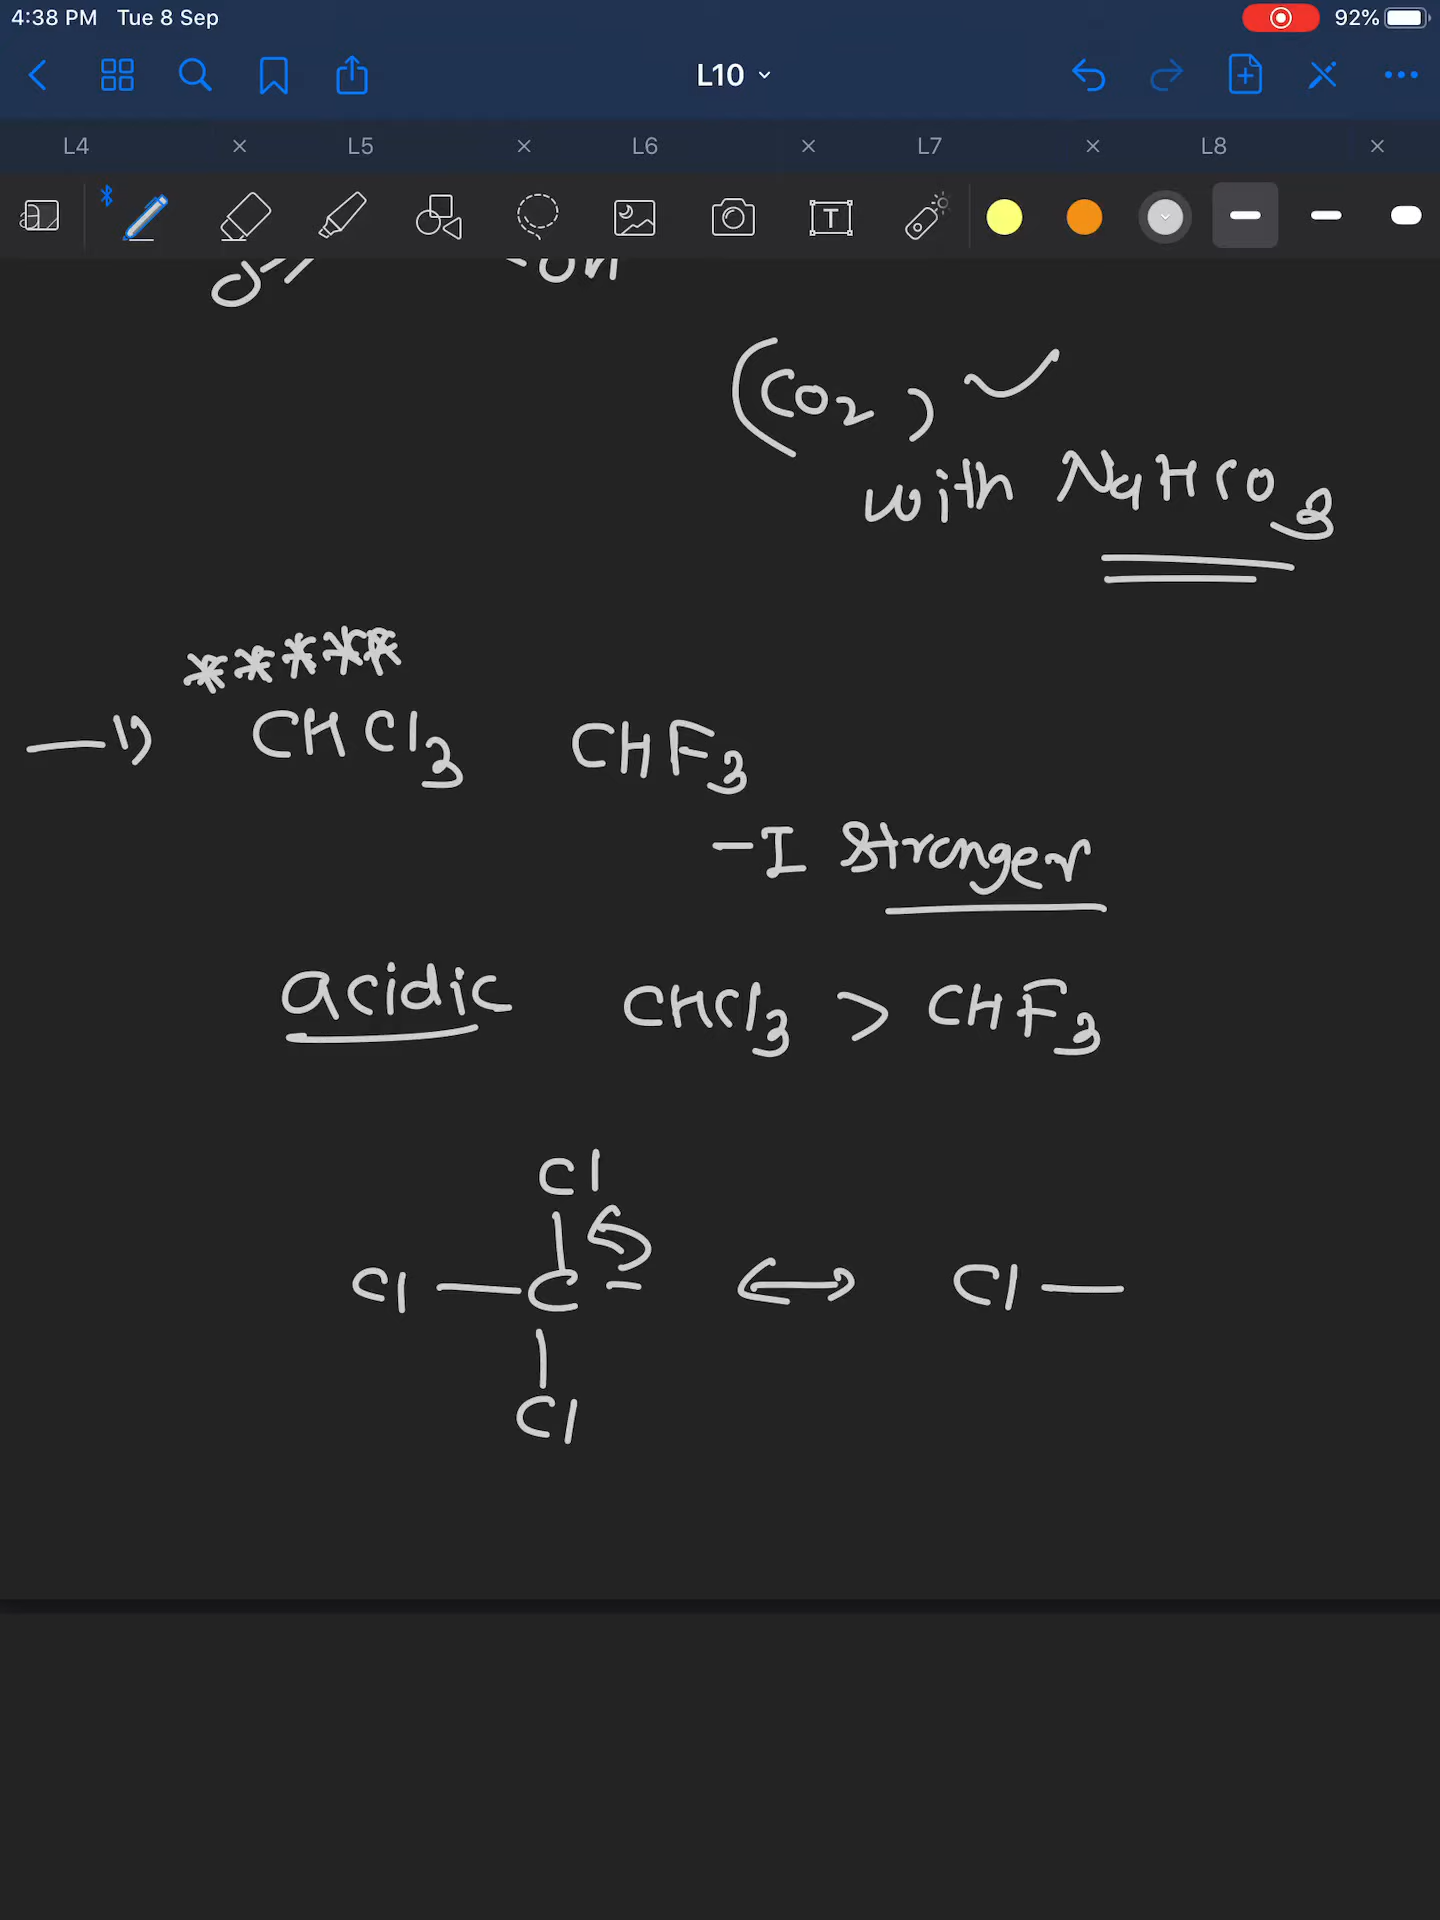 4:38 PM Tue 8 Sep 92%
L10
L4 × L5 × L6 × L7 × L8 ×
T
(CO2)
with NaHCO3
*****
1) CHCl3 CHF3
-I Stronger
acidic CHCl3 > CHF3
Cl
Cl — C – ↔ Cl —
Cl